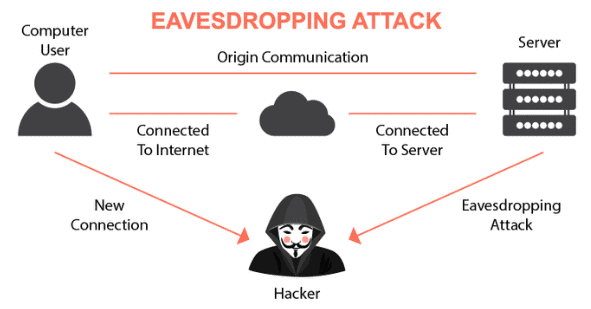 EAVESDROPPING ATTACK
Computer
User
Origin Communication
Server
Connected
To Internet
Connected
To Server
New
Connection
Eavesdropping
Attack
Hacker